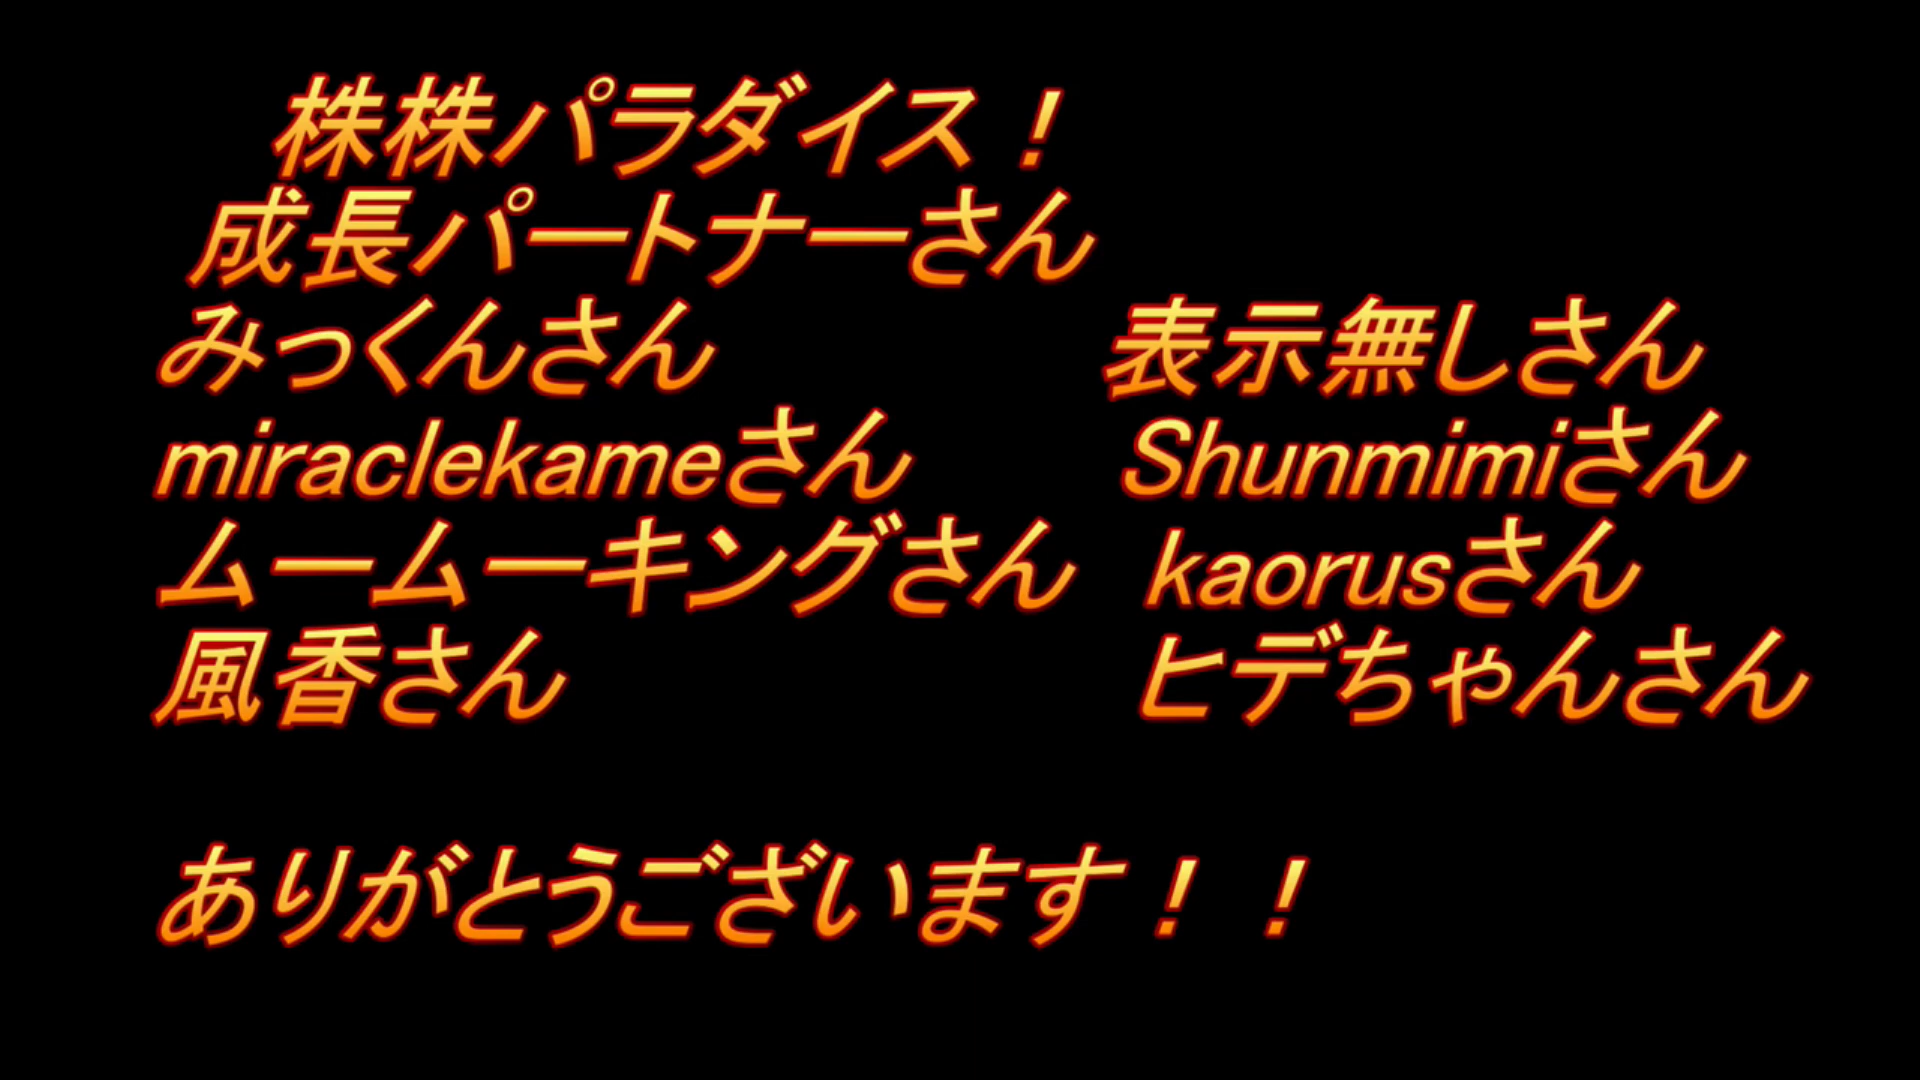 株株パラダイス！
成長パートナーさん
みっくんさん 表示無しさん
miraclekameさん Shunmimiさん
ムームーキングさん kaorusさん
風香さん ヒデちゃんさん
ありがとうございます！！